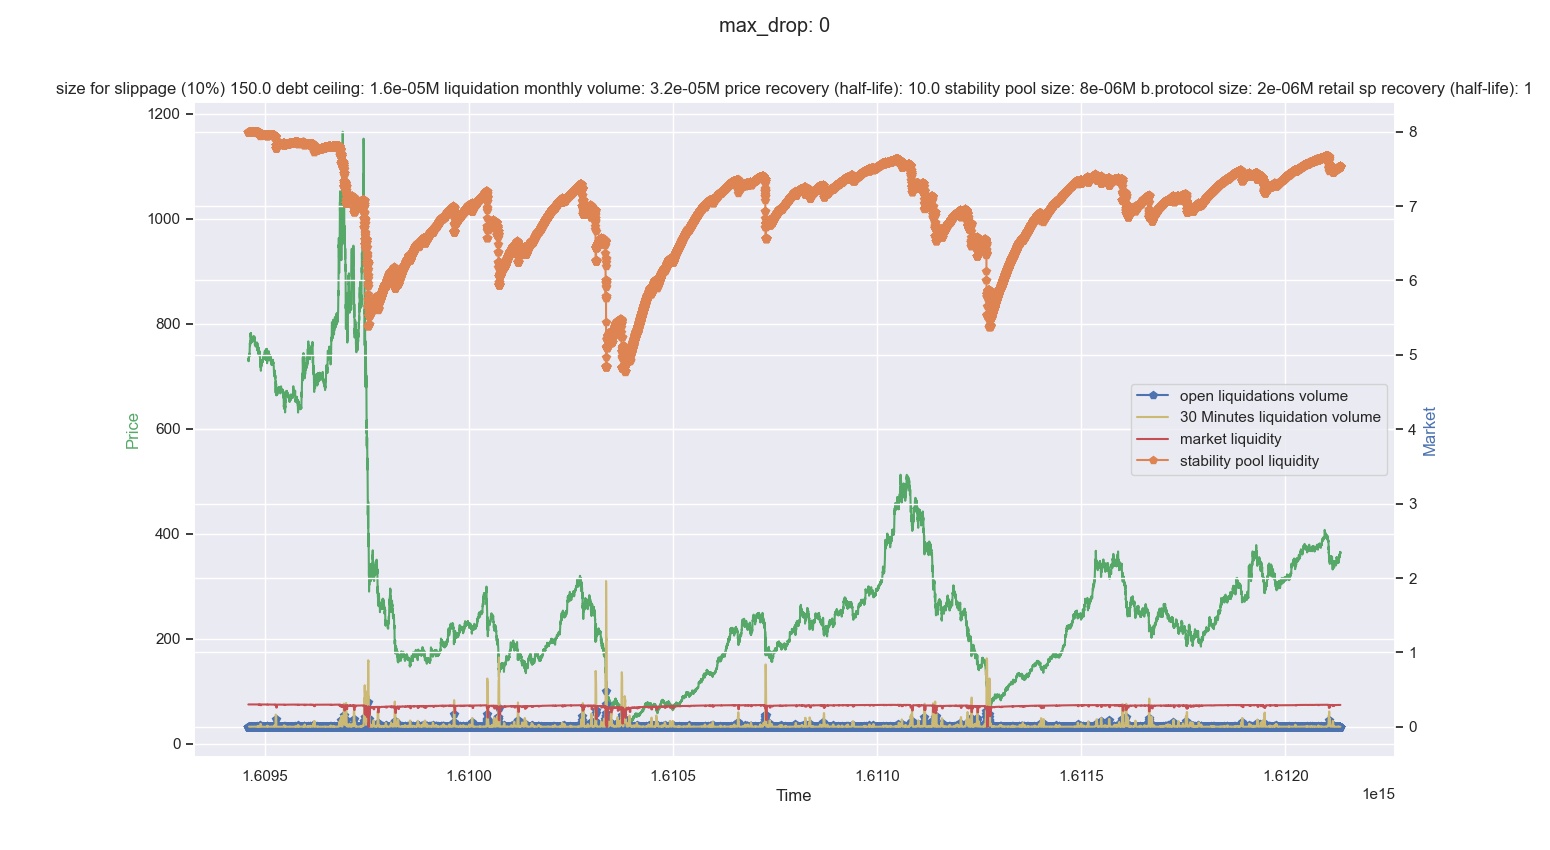 max_drop: 0
size for slippage (10%) 150.0 debt ceiling: 1.6e-05M liquidation monthly volume: 3.2e-05M price recovery (half-life): 10.0 stability pool size: 8e-06M b.protocol size: 2e-06M retail sp recovery (half-life): 1
1200
1000
800
600
400
200
0
Price
8
7
6
5
4
3
2
1
0
Market
open liquidations volume
30 Minutes liquidation volume
market liquidity
stability pool liquidity
1.6095 1.6100 1.6105 1.6110 1.6115 1.6120
Time
1e15